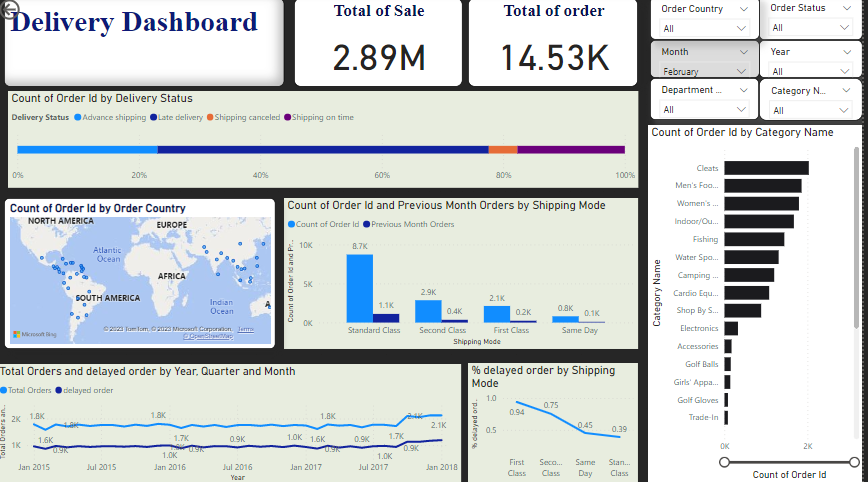 Delivery Dashboard
Total of Sale
2.89M
Total of order
14.53K
Order Country
All
Order Status
All
Month
February
Year
All
Department ...
All
Category N...
All
Count of Order Id by Delivery Status
Delivery Status Advance shipping Late delivery Shipping canceled Shipping on time
0% 20% 40% 60% 80% 100%
Count of Order Id by Order Country
NORTH AMERICA
EUROPE
Atlantic
Ocean
AFRICA
SOUTH AMERICA
Indian
Ocean
A
Microsoft Bing
© 2023 TomTom, © 2023 Microsoft Corporation, Terms
© OpenStreetMap
Count of Order Id and Previous Month Orders by Shipping Mode
Count of Order Id Previous Month Orders
Count of Order Id and Pr...
10K
5K
0K
8.7K
1.1K
2.9K
0.4K
2.1K
0.2K
0.8K
0.1K
Standard Class Second Class First Class Same Day
Shipping Mode
Count of Order Id by Category Name
Category Name
Cleats
Men's Foo...
Women's ...
Indoor/Ou...
Fishing
Water Spo...
Camping ...
Cardio Equ...
Shop By S...
Electronics
Accessories
Golf Balls
Girls' Appa...
Golf Gloves
Trade-In
0K 2K
Count of Order Id
Total Orders and delayed order by Year, Quarter and Month
Total Orders delayed order
Total Orders an...
2K
1K
1.8K
1.8K
1.8K
1.8K
2.1K
2.1K
1.6K
0.9K
1.7K
1.0K
0.9K
0.9K
1.0K
1.6K
0.9K
0.9K
1.0K
1.7K
0.9K
Jan 2015 Jul 2015 Jan 2016 Jul 2016 Jan 2017 Jul 2017 Jan 2018
Year
% delayed order by Shipping
Mode
% delayed ord...
1.0
0.5
0.94
0.75
0.45
0.39
First
Class
Seco...
Class
Same
Day
Stan...
Class